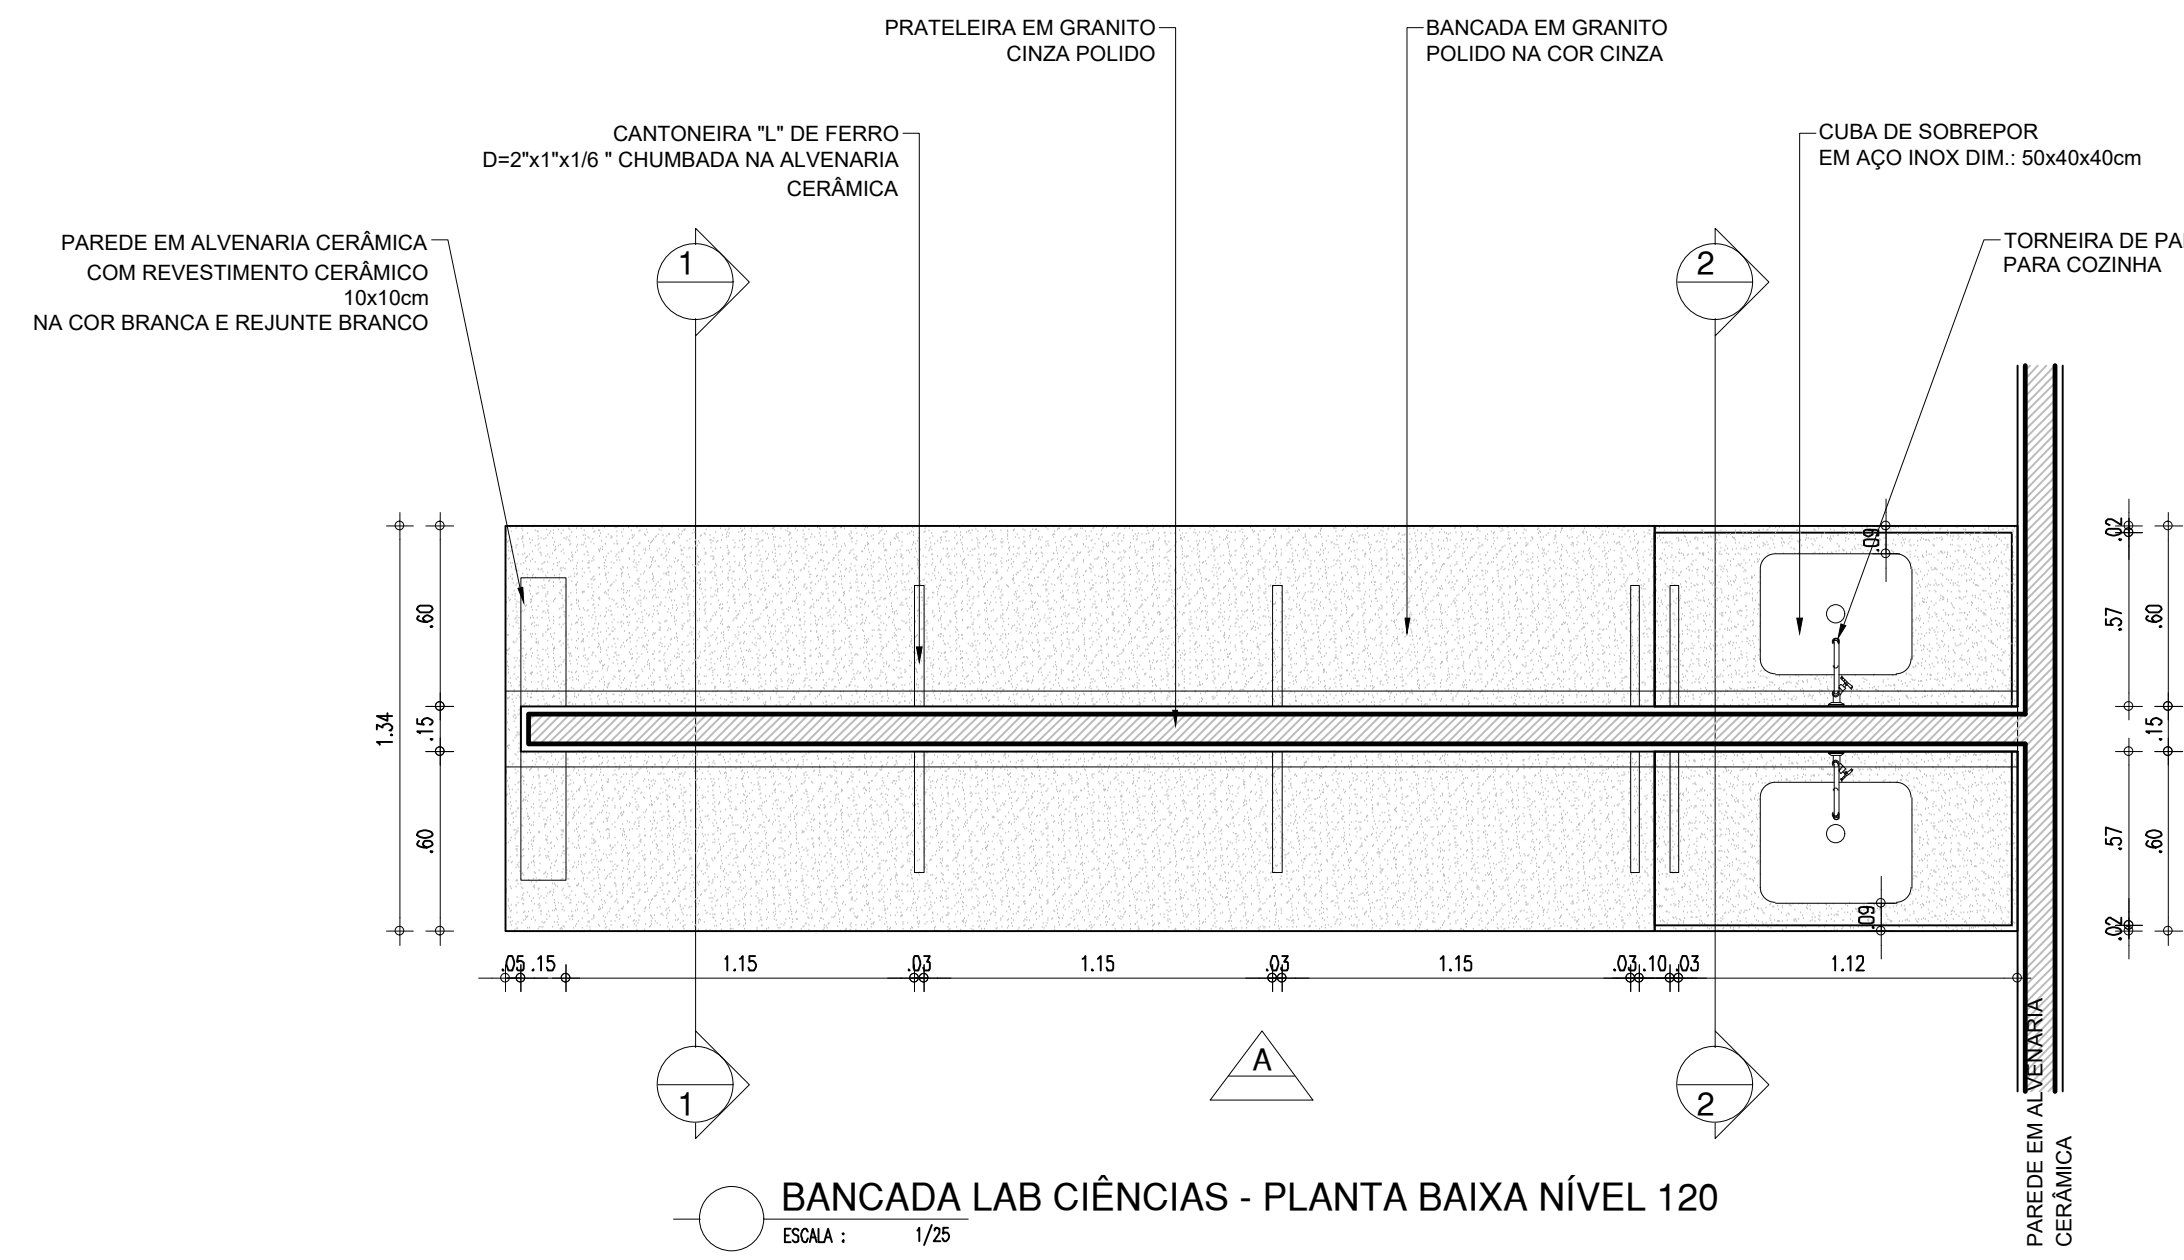 PRATELEIRA EM GRANITO
CINZA POLIDO
BANCADA EM GRANITO
POLIDO NA COR CINZA
CANTONEIRA "L" DE FERRO
D=2"x1"x1/6 " CHUMBADA NA ALVENARIA
CERÂMICA
CUBA DE SOBREPOR
EM AÇO INOX DIM.: 50x40x40cm
PAREDE EM ALVENARIA CERÂMICA
COM REVESTIMENTO CERÂMICO
10x10cm
NA COR BRANCA E REJUNTE BRANCO
TORNEIRA DE
PARA COZINHA
1
2
1.34
.60
.15
.60
.09
.09
.02
.57
.57
.02
.60
.15
.60
.05 .15 1.15 .03 1.15 .03 1.15 .03 .10 .03 1.12
1
A
2
PAREDE EM ALVENARIA
CERÂMICA
BANCADA LAB CIÊNCIAS - PLANTA BAIXA NÍVEL 120
ESCALA : 1/25